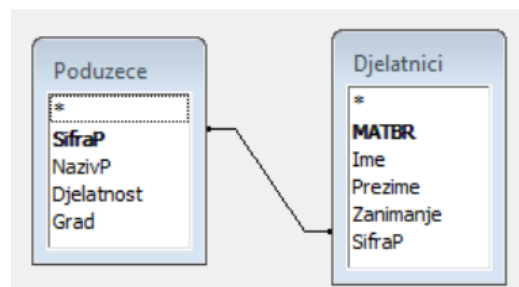 Poduzece
*
SifraP
NazivP
Djelatnost
Grad
Djelatnici
*
MATBR
Ime
Prezime
Zanimanje
SifraP